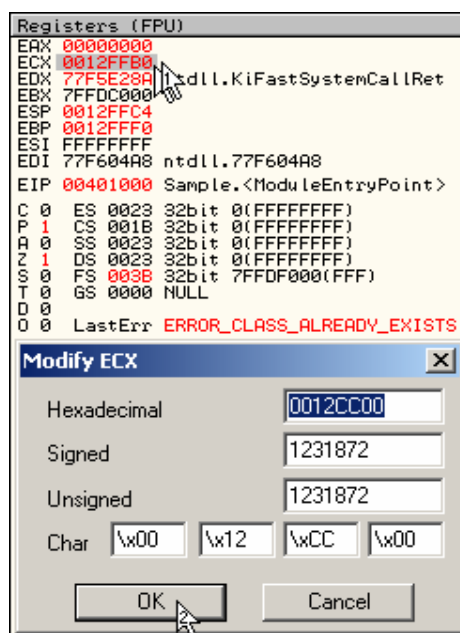 Registers (FPU)
EAX 00000000
ECX 0012FFB0
EDX 77F5E28A ntdll.KiFastSystemCallRet
EBX 7FFDC000
ESP 0012FFC4
EBP 0012FFF0
ESI FFFFFFFF
EDI 77F604A8 ntdll.77F604A8
EIP 00401000 Sample.<ModuleEntryPoint>
C 0 ES 0023 32bit 0(FFFFFFFF)
P 1 CS 001B 32bit 0(FFFFFFFF)
A 0 SS 0023 32bit 0(FFFFFFFF)
Z 1 DS 0023 32bit 0(FFFFFFFF)
S 0 FS 003B 32bit 7FFDF000(FFF)
T 0 GS 0000 NULL
D 0
O 0 LastErr ERROR_CLASS_ALREADY_EXISTS
Modify ECX
Hexadecimal 0012CC00
Signed 1231872
Unsigned 1231872
Char \x00 \x12 \xCC \x00
OK Cancel
2